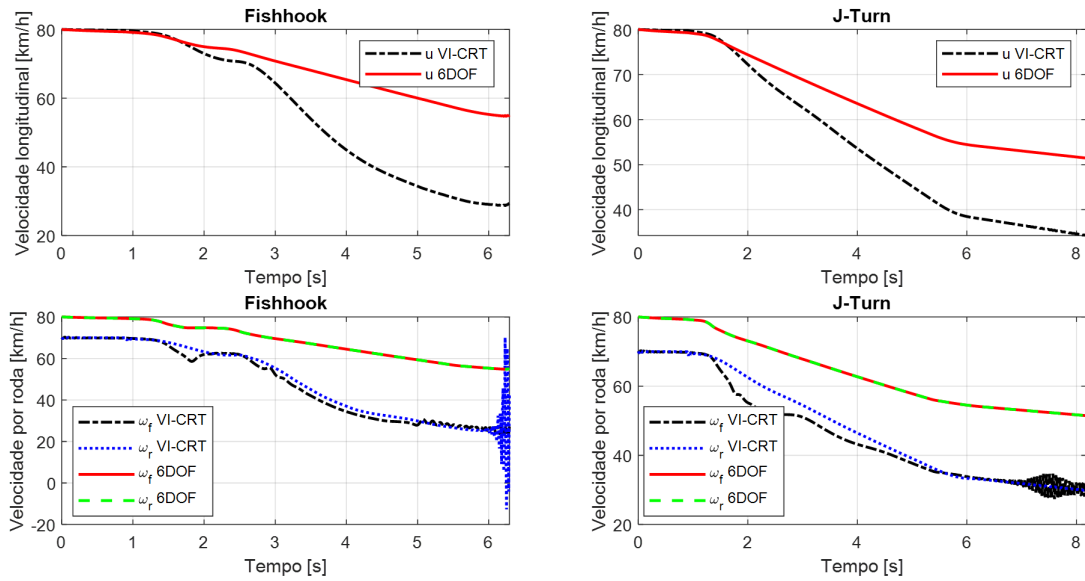 Fishhook
Velocidade longitudinal [km/h]
80
60
40
20
u VI-CRT
u 6DOF
0 1 2 3 4 5 6
Tempo [s]
J-Turn
Velocidade longitudinal [km/h]
80
70
60
50
40
u VI-CRT
u 6DOF
0 2 4 6 8
Tempo [s]
Fishhook
Velocidade por roda [km/h]
80
60
40
20
0
-20
ω_f VI-CRT
ω_r VI-CRT
ω_f 6DOF
ω_r 6DOF
0 1 2 3 4 5 6
Tempo [s]
J-Turn
Velocidade por roda [km/h]
80
60
40
20
ω_f VI-CRT
ω_r VI-CRT
ω_f 6DOF
ω_r 6DOF
0 2 4 6 8
Tempo [s]